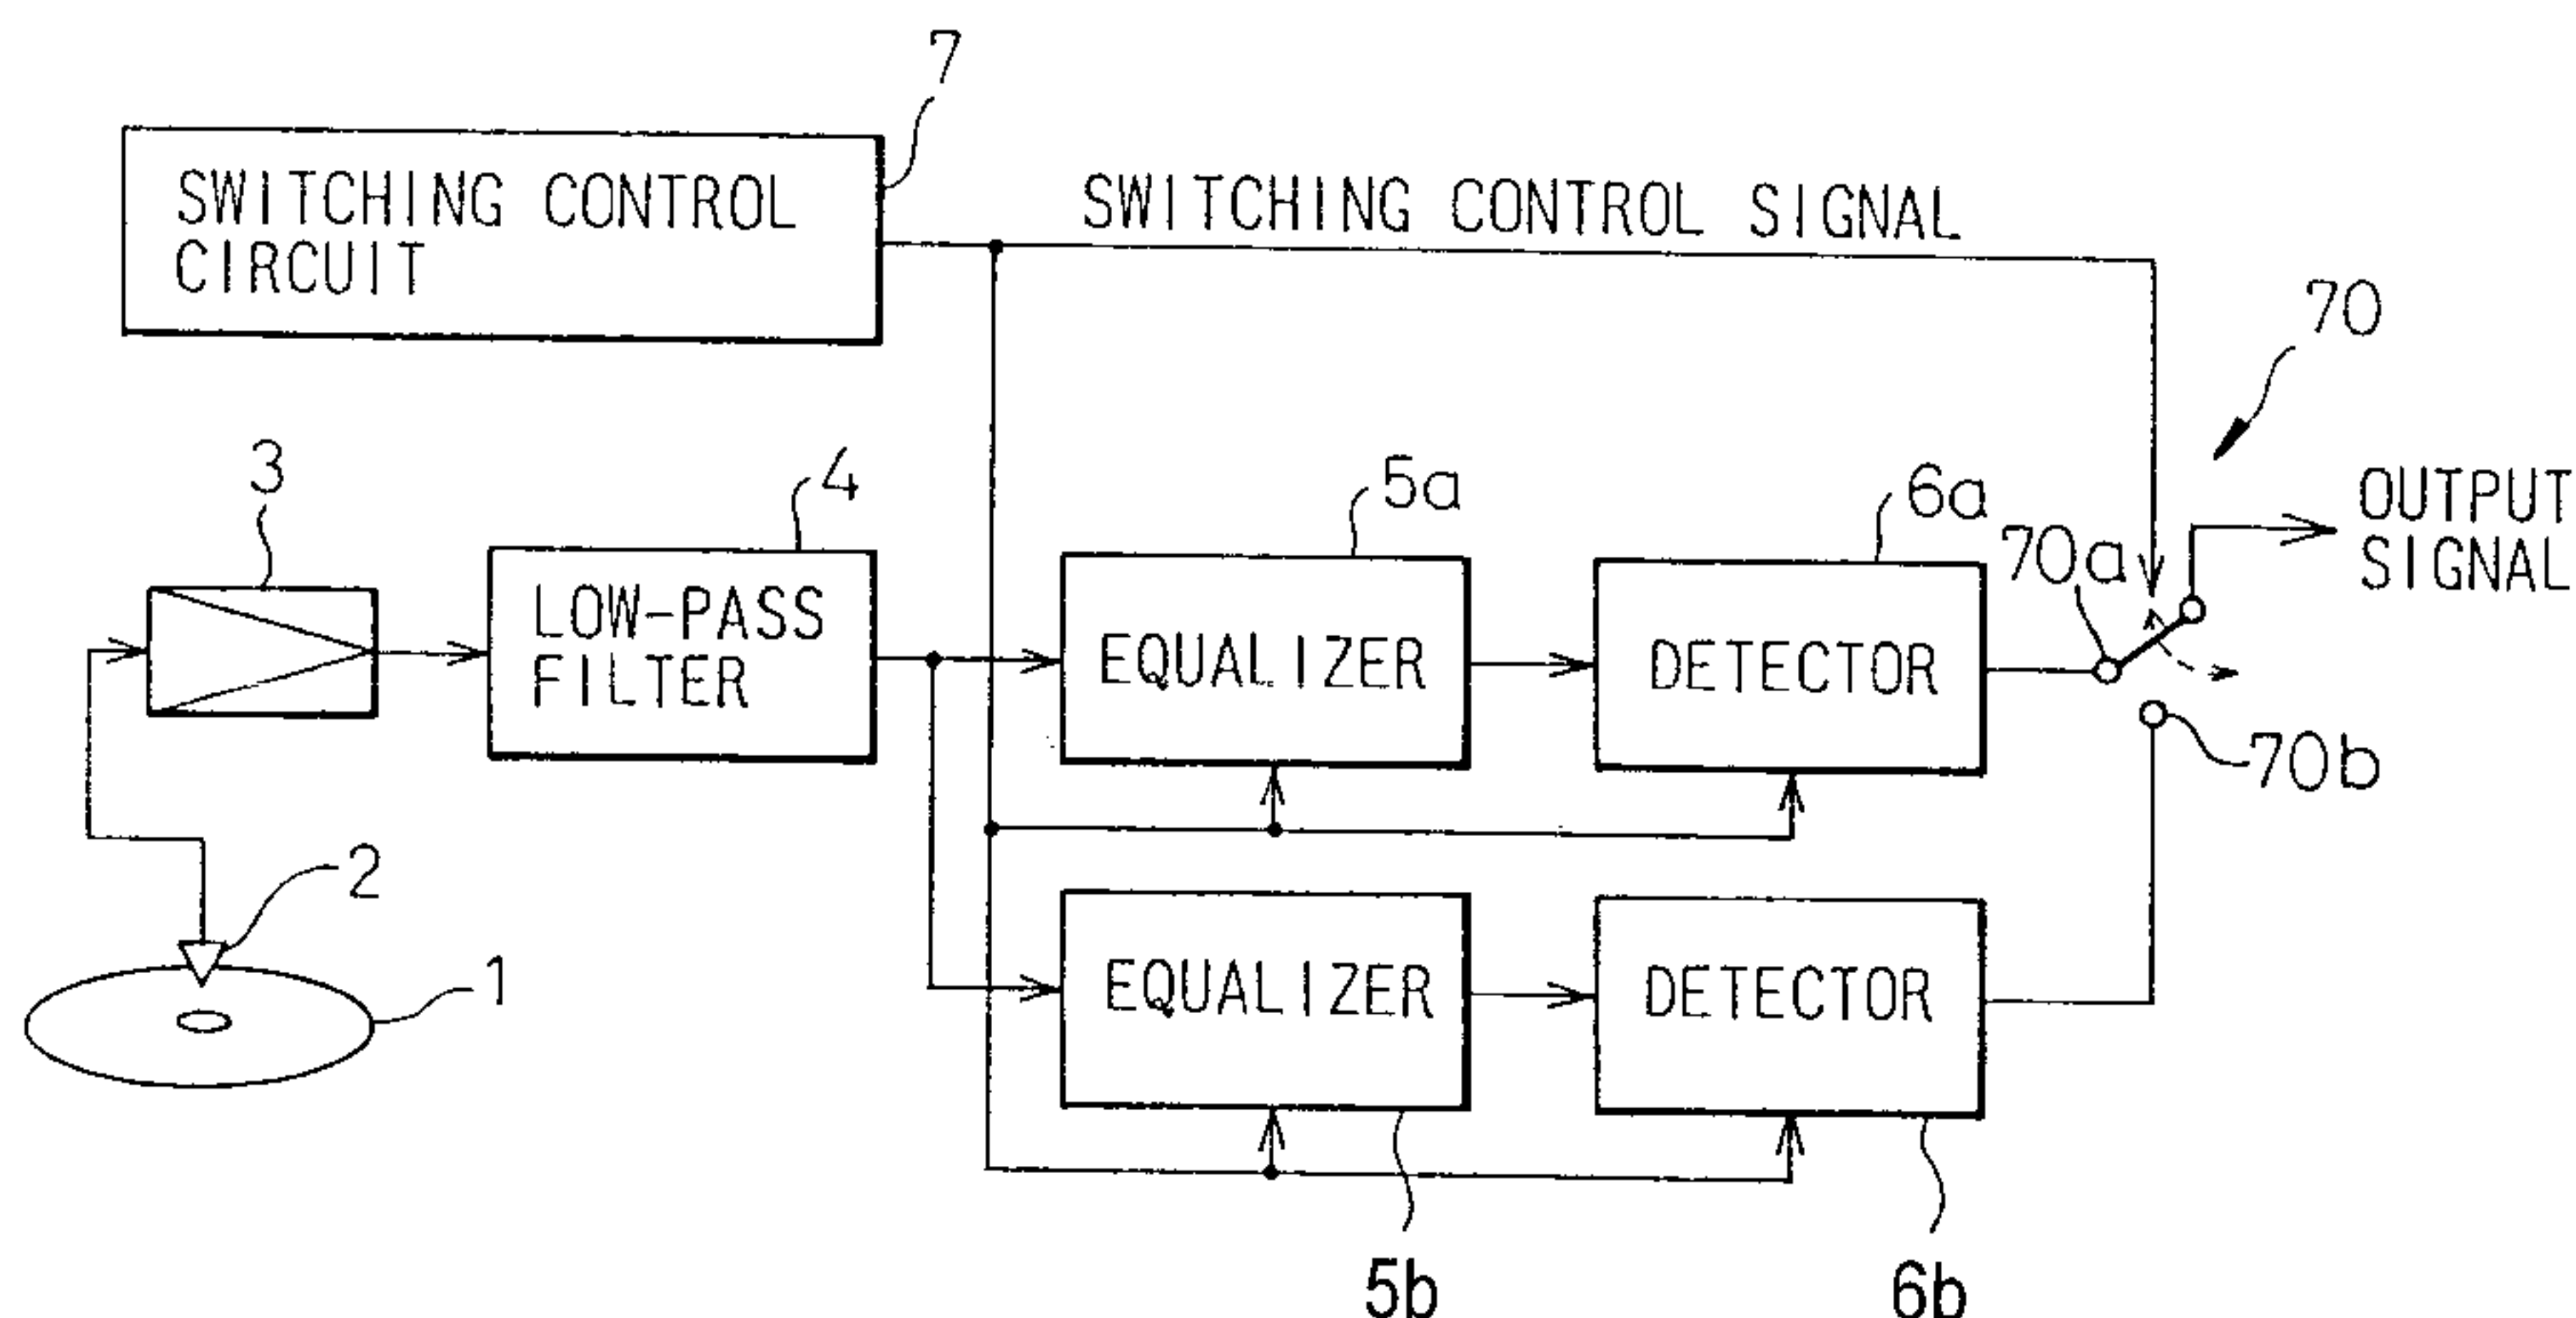 7
SWITCHING CONTROL
CIRCUIT
SWITCHING CONTROL SIGNAL
70
3
4
5a
6a
70a
OUTPUT
SIGNAL
LOW-PASS
FILTER
EQUALIZER
DETECTOR
70b
2
1
EQUALIZER
DETECTOR
5b
6b